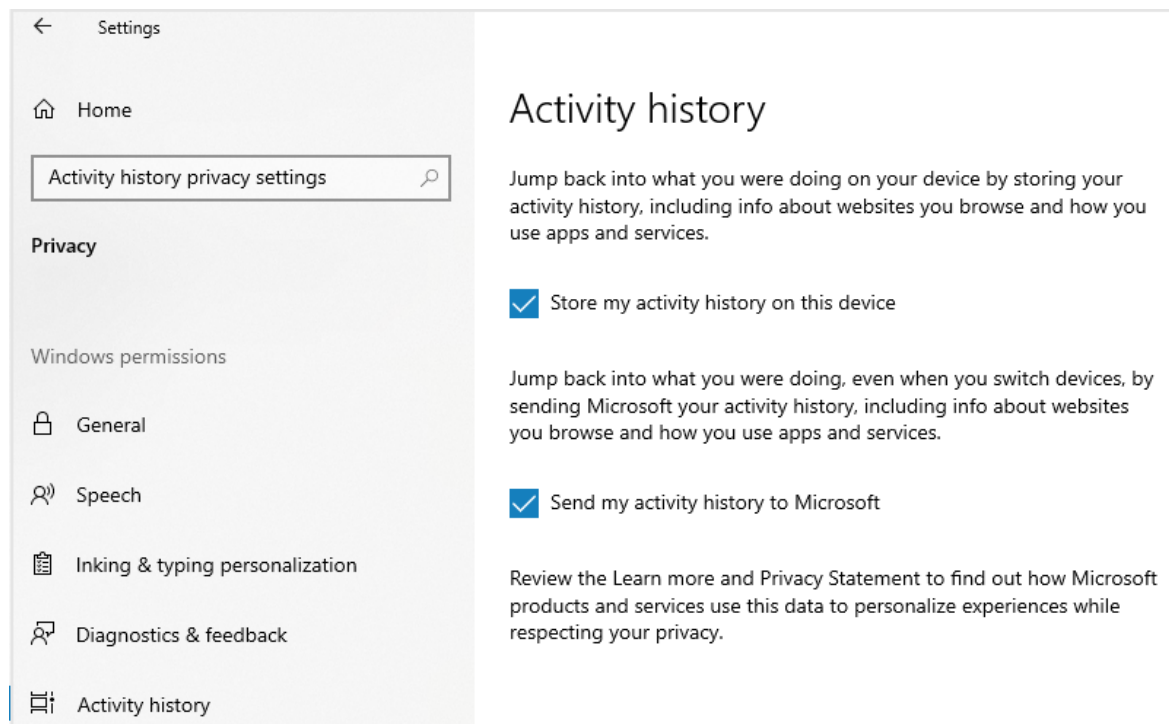 Settings
Home
Activity history privacy settings
Privacy
Windows permissions
General
Speech
Inking & typing personalization
Diagnostics & feedback
Activity history
Activity history
Jump back into what you were doing on your device by storing your
activity history, including info about websites you browse and how you
use apps and services.
Store my activity history on this device
Jump back into what you were doing, even when you switch devices, by
sending Microsoft your activity history, including info about websites
you browse and how you use apps and services.
Send my activity history to Microsoft
Review the Learn more and Privacy Statement to find out how Microsoft
products and services use this data to personalize experiences while
respecting your privacy.